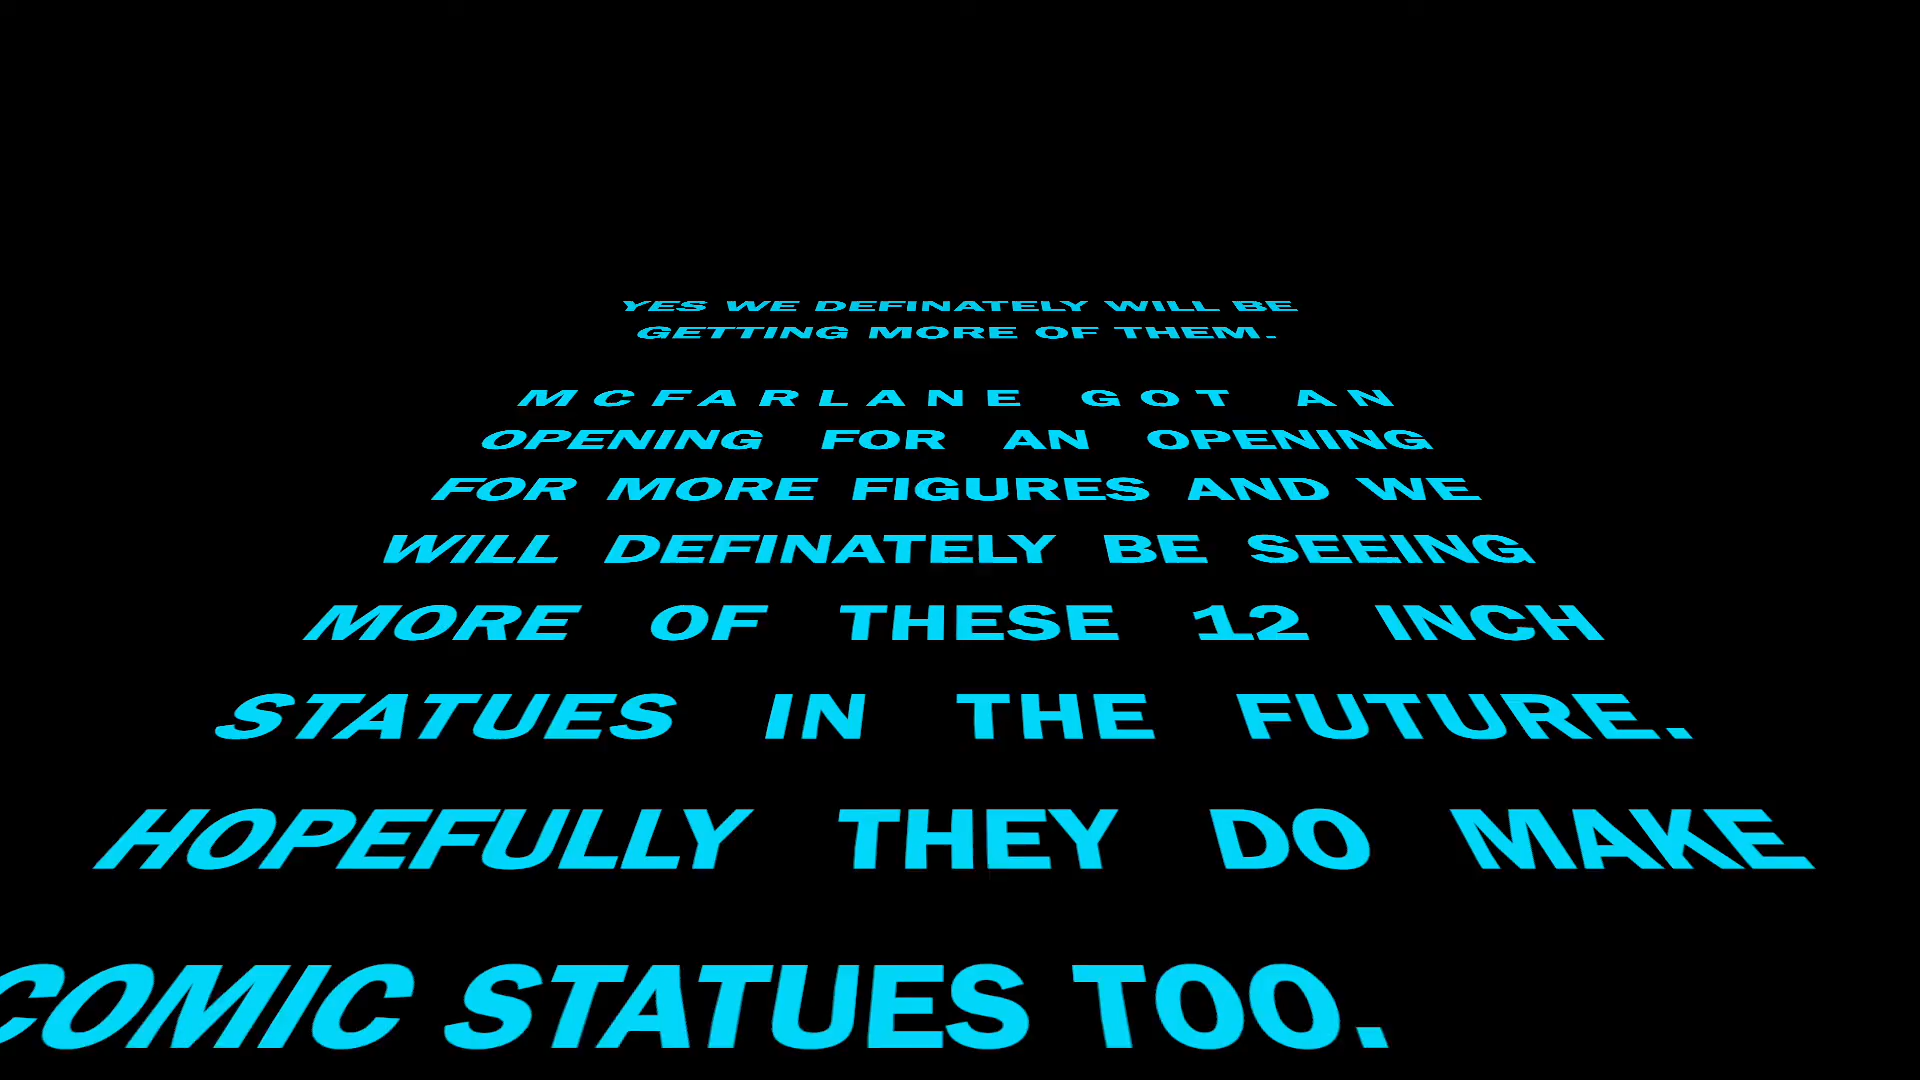 YES WE DEFINATELY WILL BE
GETTING MORE OF THEM.
MCFARLANE GOT AN
OPENING FOR AN OPENING
FOR MORE FIGURES AND WE
WILL DEFINATELY BE SEEING
MORE OF THESE 12 INCH
STATUES IN THE FUTURE.
HOPEFULLY THEY DO MAKE
COMIC STATUES TOO.